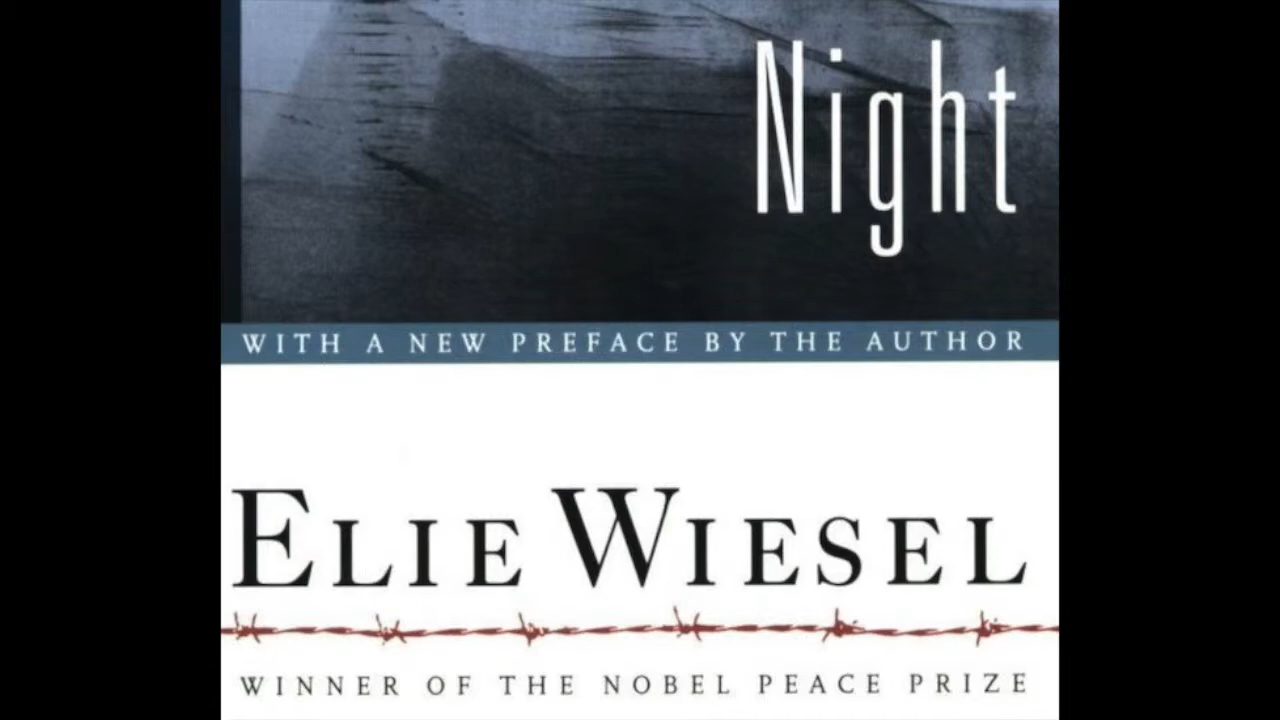 Night
WITH A NEW PREFACE BY THE AUTHOR
ELIE WIESEL
WINNER OF THE NOBEL PEACE PRIZE